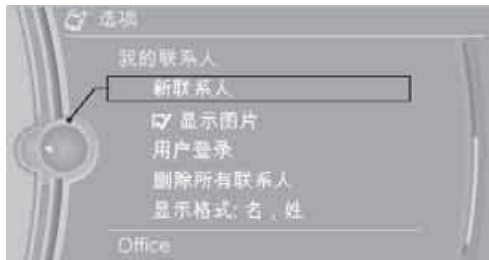 选项
我的联系人
新联系人
显示图片
用户登录
删除所有联系人
显示格式: 名, 姓
Office